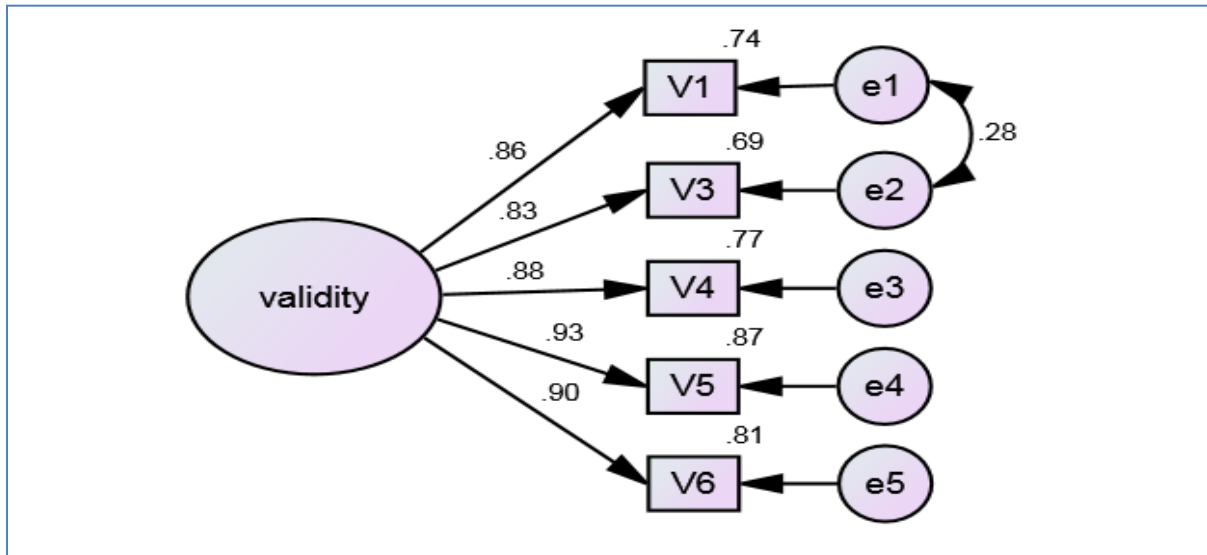 .74
V1
e1
.86
.28
.69
V3
e2
.83
.77
V4
e3
.88
validity
.93
.87
V5
e4
.90
.81
V6
e5